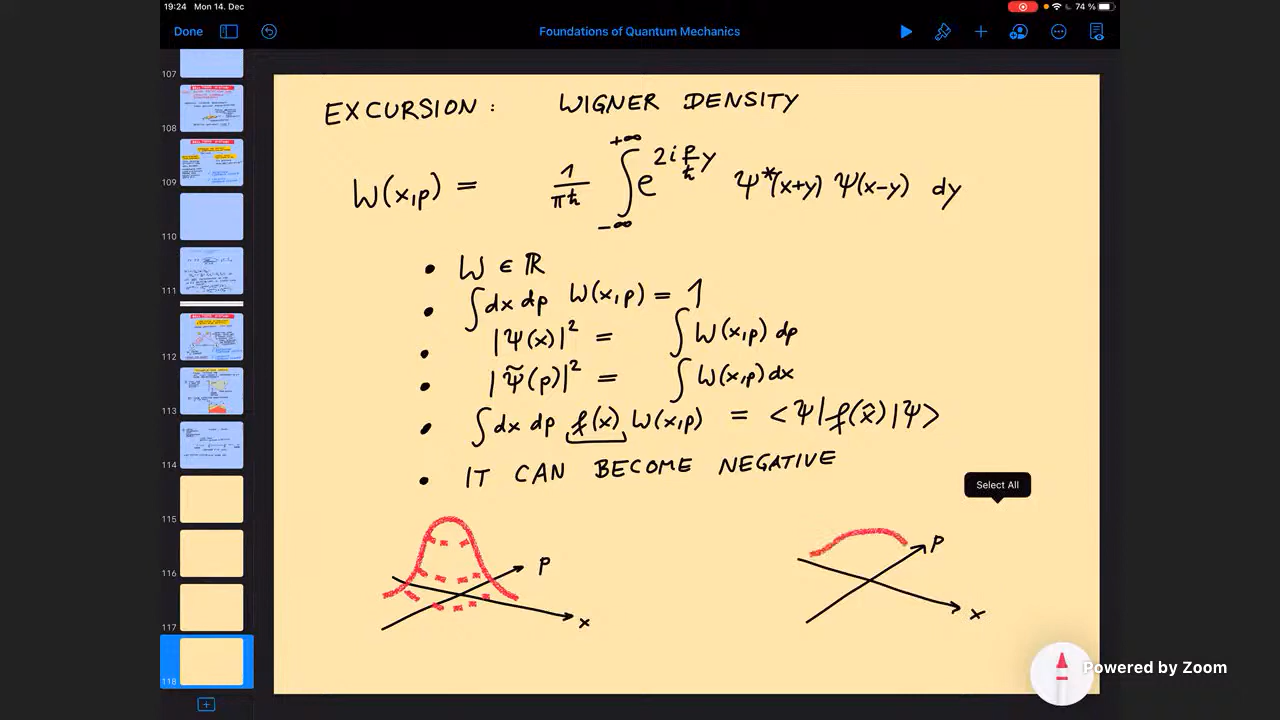 19:24 Mon 14. Dec
74 %
Done
Foundations of Quantum Mechanics
107
108
109
110
111
112
113
114
115
116
117
118
EXCURSION: WIGNER DENSITY
W(x,p) = 1/πħ ∫_{-∞}^{+∞} e^{2i p/ħ y} Ψ*(x+y) Ψ(x-y) dy
• W ∈ ℝ
• ∫dx dp W(x,p) = 1
• |Ψ(x)|² = ∫ W(x,p) dp
• |Ψ̃(p)|² = ∫ W(x,p) dx
• ∫dx dp f(x) W(x,p) = <Ψ|f(x̂)|Ψ>
• IT CAN BECOME NEGATIVE
Select All
p
x
p
x
Powered by Zoom